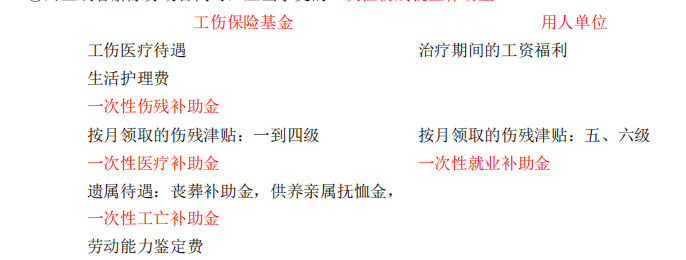 工伤保险基金 用人单位
工伤医疗待遇 治疗期间的工资福利
生活护理费
一次性伤残补助金
按月领取的伤残津贴：一到四级 按月领取的伤残津贴：五、六级
一次性医疗补助金 一次性就业补助金
遗属待遇：丧葬补助金，供养亲属抚恤金，
一次性工亡补助金
劳动能力鉴定费